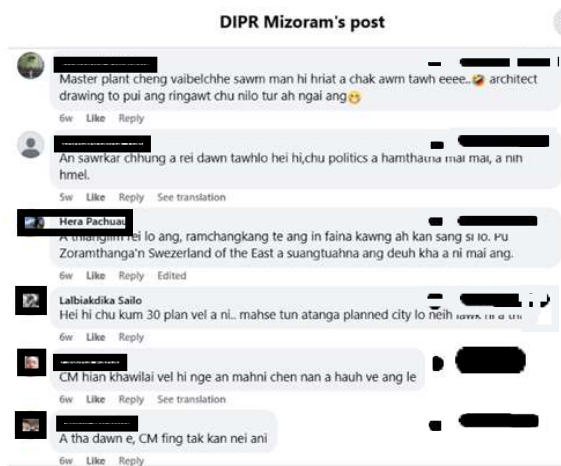 DIPR Mizoram's post
Master plant cheng vaibelchhe sawm man hi hriat a chak awm tawh eeee..🤣 architect
drawing to pui ang ringawt chu nilo tur ah ngai ang😁
6w Like Reply
An sawrkar chhung a rei dawn tawhlo hei hi,chu politics a hamthatna mai mai, a nih
hmel.
5w Like Reply See translation
Hera Pachuau
A thlanglim rei lo ang, ramchangkang te ang in faina kawng ah kan sang si lo. Pu
Zoramthanga'n Swezerland of the East a suangtuahna ang deuh kha a ni mai ang.
6w Like Reply Edited
Lalbiakdika Sailo
Hei hi chu kum 30 plan vel a ni.. mahse tun atanga planned city lo neih lawk hi a
6w Like Reply
CM hian khawilai vel hi nge an mahni chen nan a hauh ve ang le
6w Like Reply See translation
A tha dawn e, CM fing tak kan nei ani
6w Like Reply